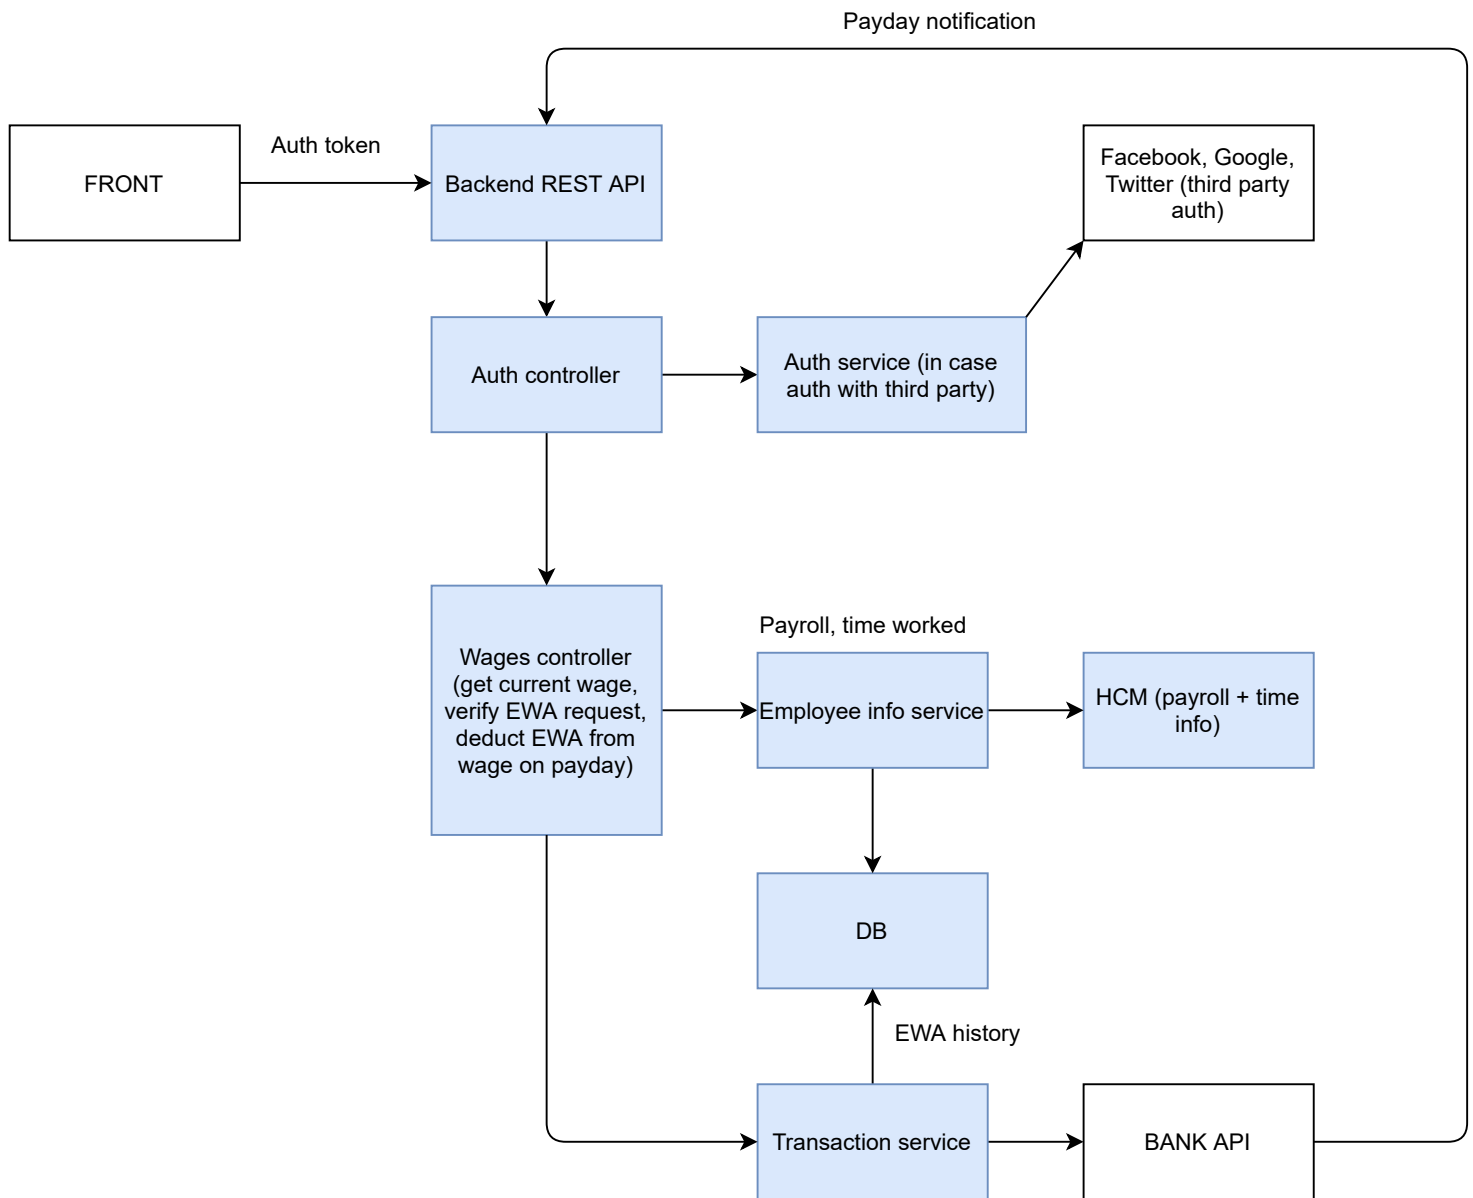 Payday notification
FRONT
Auth token
Backend REST API
Facebook, Google,
Twitter (third party
auth)
Auth controller
Auth service (in case
auth with third party)
Wages controller
(get current wage,
verify EWA request,
deduct EWA from
wage on payday)
Payroll, time worked
Employee info service
HCM (payroll + time
info)
DB
EWA history
Transaction service
BANK API